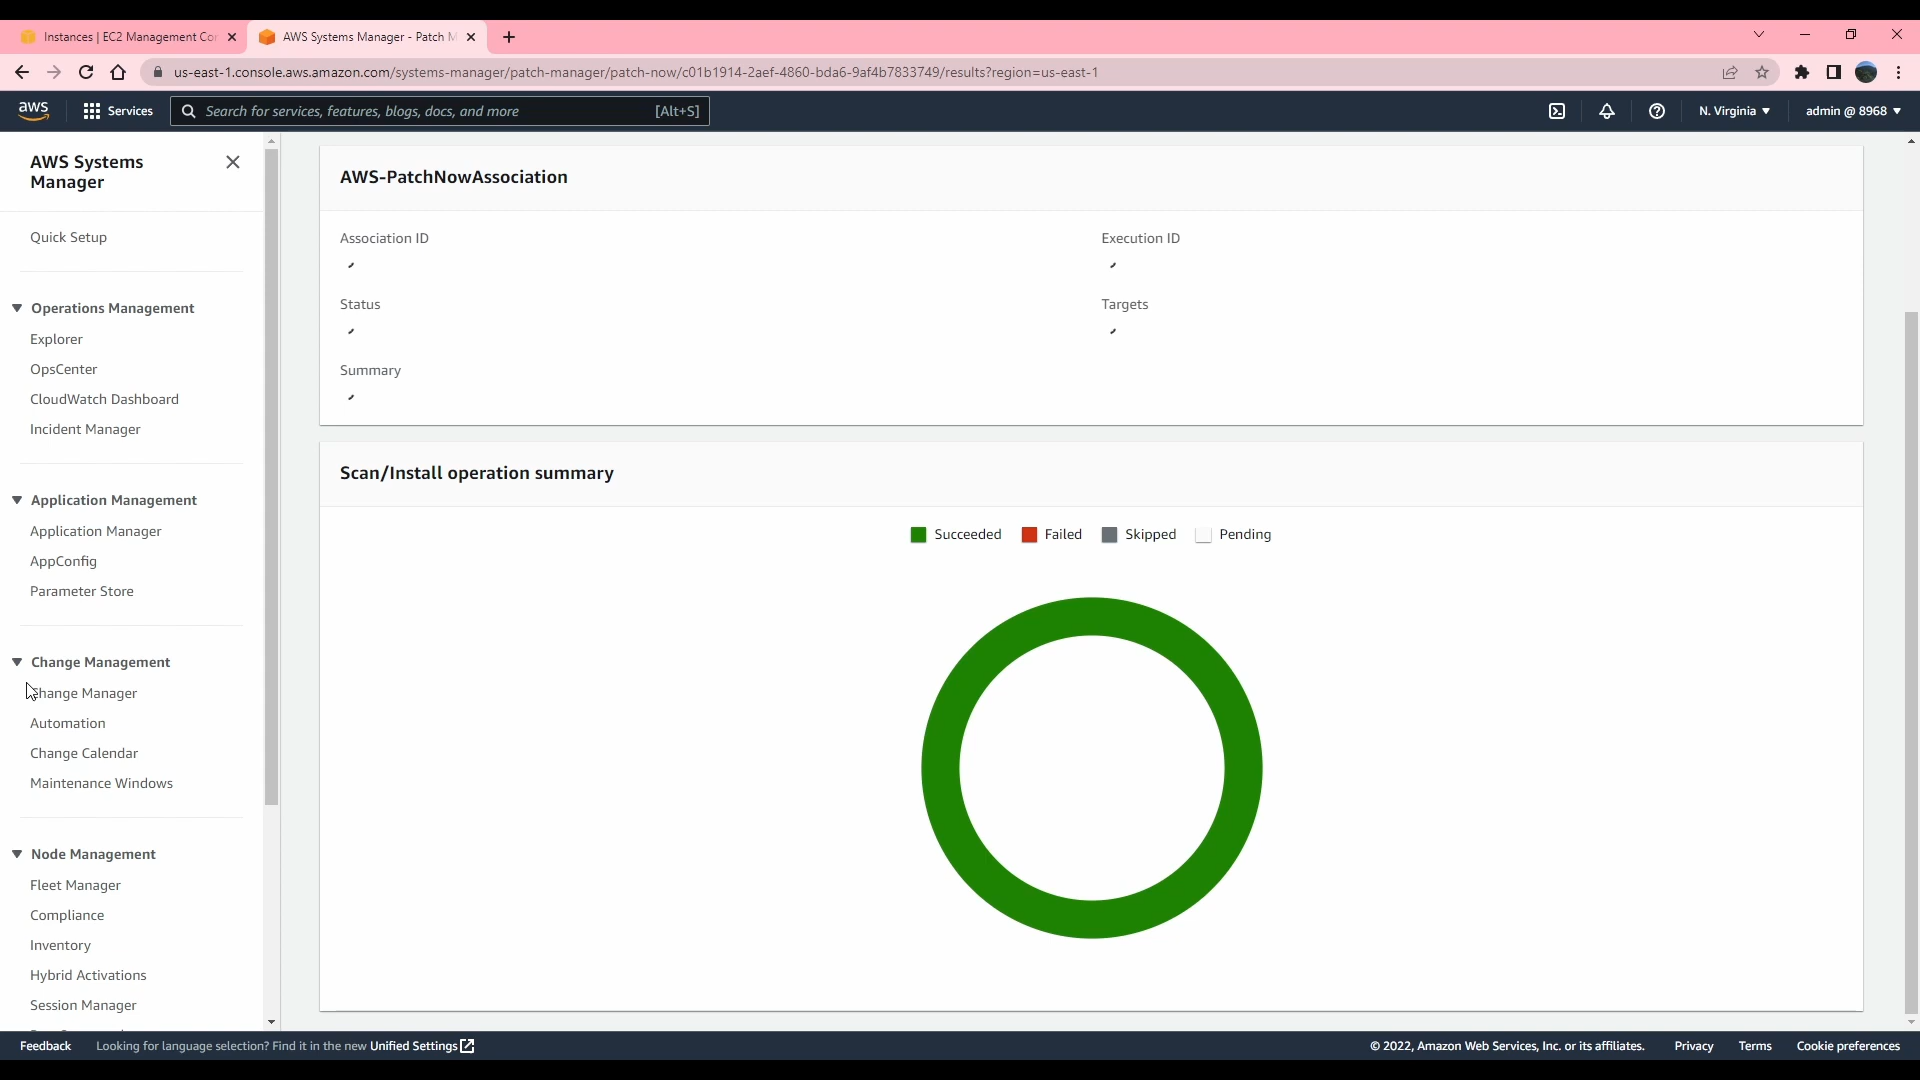 Instances | EC2 Management Con
AWS Systems Manager - Patch M
us-east-1.console.aws.amazon.com/systems-manager/patch-manager/patch-now/c01b1914-2aef-4860-bda6-9af4b7833749/results?region=us-east-1
aws
Services
Search for services, features, blogs, docs, and more
[Alt+S]
N. Virginia
admin @ 8968
AWS Systems
Manager
Quick Setup
Operations Management
Explorer
OpsCenter
CloudWatch Dashboard
Incident Manager
Application Management
Application Manager
AppConfig
Parameter Store
Change Management
Change Manager
Automation
Change Calendar
Maintenance Windows
Node Management
Fleet Manager
Compliance
Inventory
Hybrid Activations
Session Manager
AWS-PatchNowAssociation
Association ID
Execution ID
Status
Targets
Summary
Scan/Install operation summary
Succeeded
Failed
Skipped
Pending
Feedback
Looking for language selection? Find it in the new Unified Settings
© 2022, Amazon Web Services, Inc. or its affiliates.
Privacy
Terms
Cookie preferences